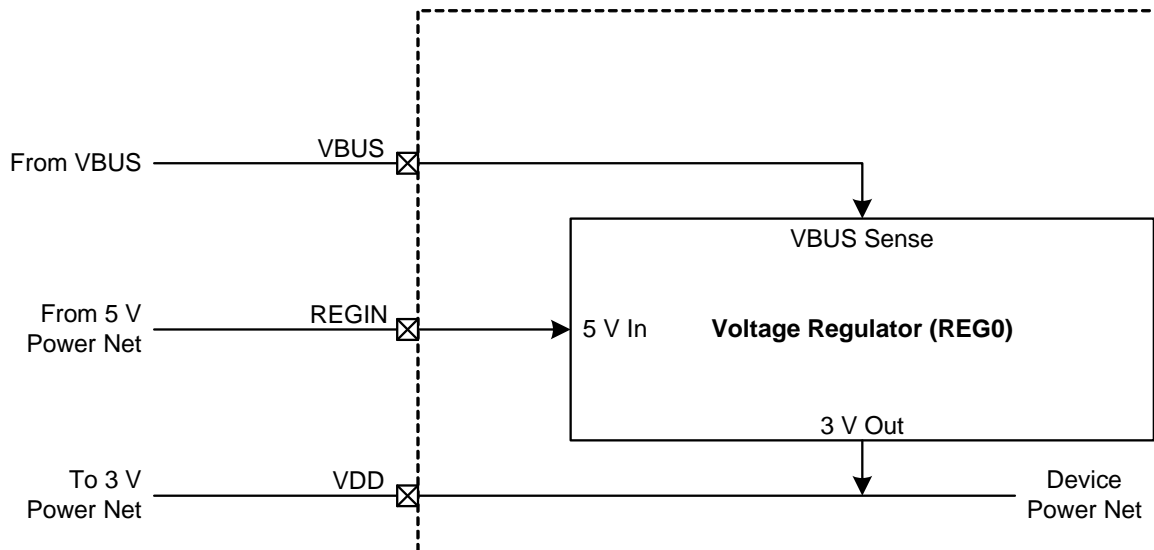 From VBUS
VBUS
VBUS Sense
From 5 V
Power Net
REGIN
5 V In
Voltage Regulator (REG0)
3 V Out
To 3 V
Power Net
VDD
Device
Power Net